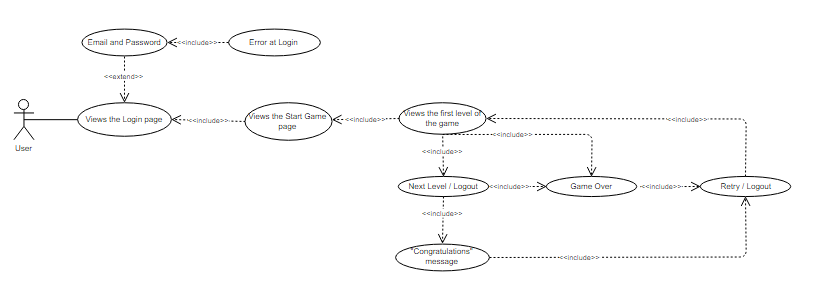 Email and Password
<<include>>
Error at Login
<<extend>>
User
Views the Login page
<<include>>
Views the Start Game
page
<<include>>
Views the first level of
the game
<<include>>
<<include>>
<<include>>
Next Level / Logout
<<include>>
Game Over
<<include>>
Retry / Logout
<<include>>
"Congratulations"
message
<<include>>